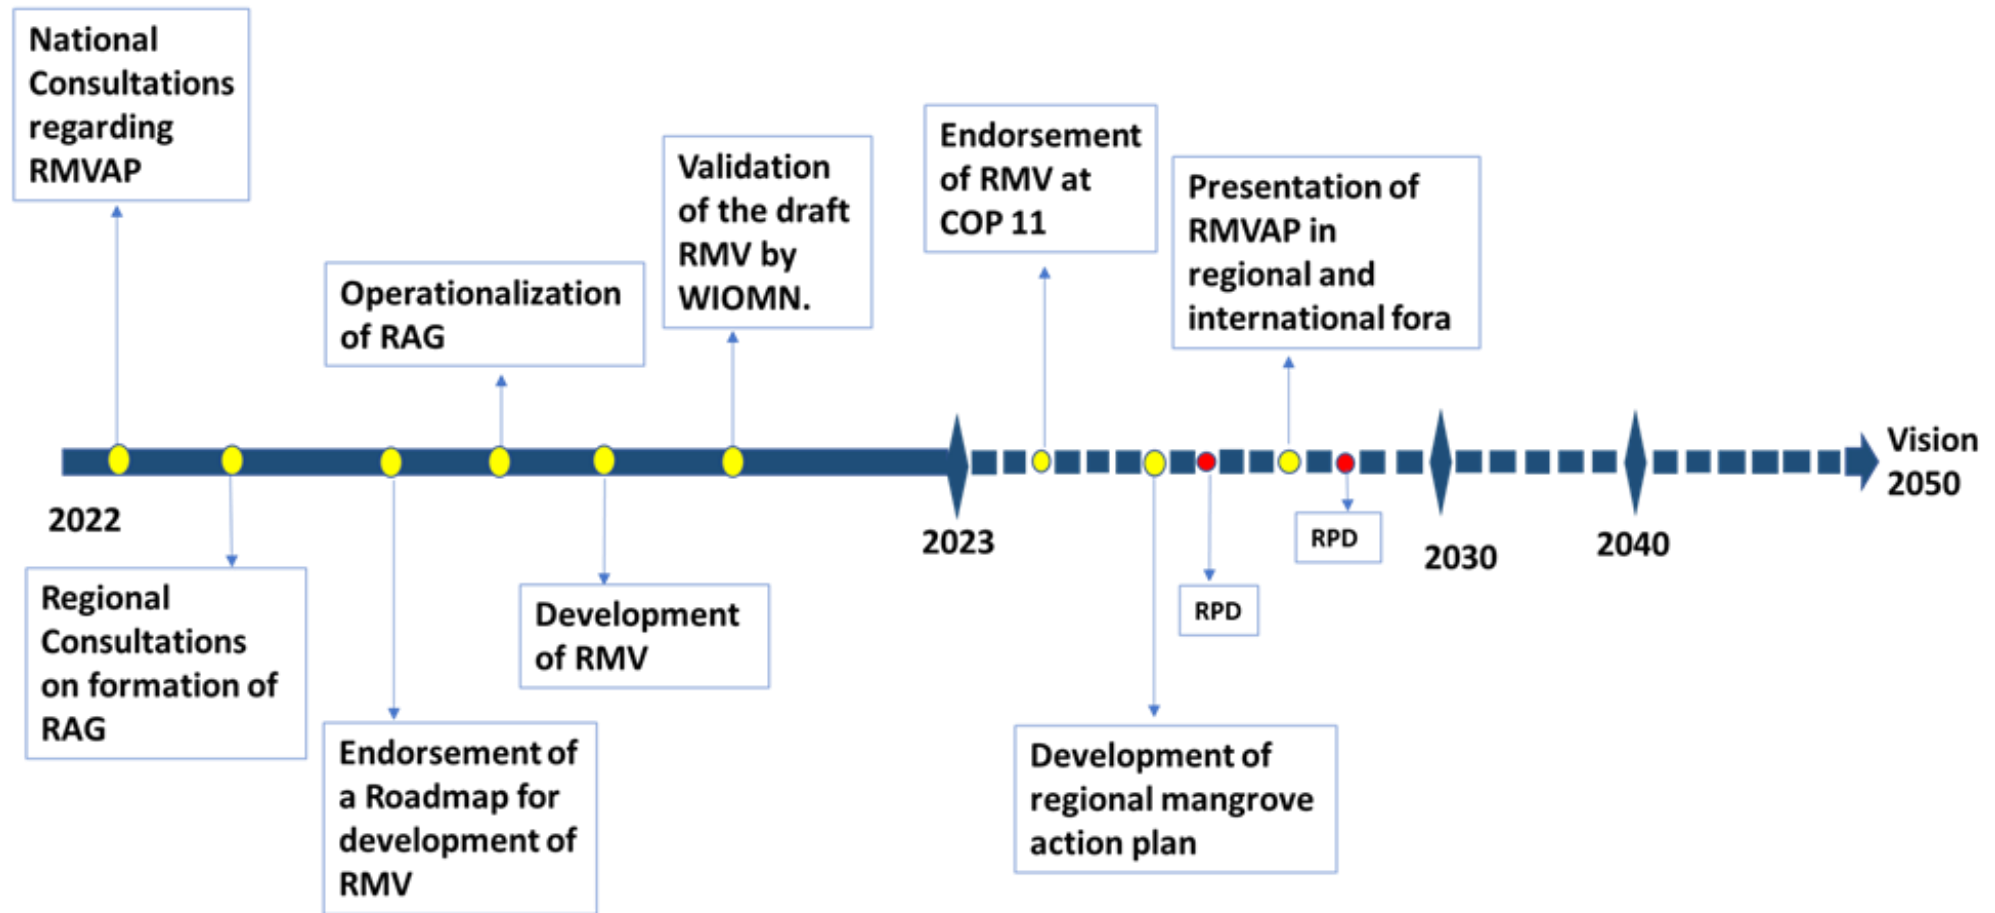 National
Consultations
regarding
RMVAP
Operationalization
of RAG
Validation
of the draft
RMV by
WIOMN.
Endorsement
of RMV at
COP 11
Presentation of
RMVAP in
regional and
international fora
Vision
2050
2022
2023
2030
2040
Regional
Consultations
on formation of
RAG
Endorsement of
a Roadmap for
development of
RMV
Development
of RMV
Development of
regional mangrove
action plan
RPD
RPD